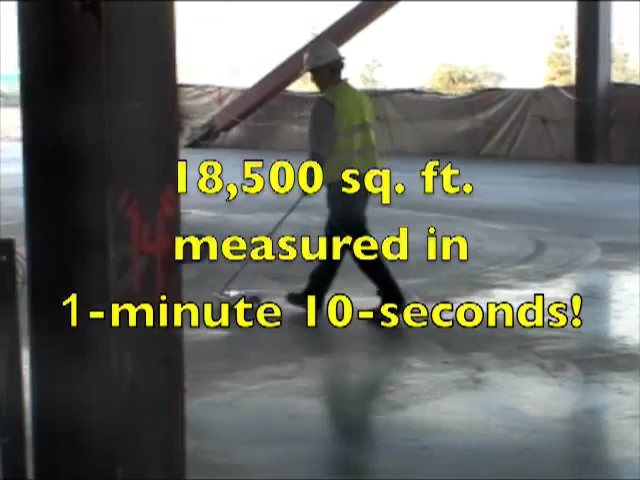 18,500 sq. ft.
measured in
1-minute 10-seconds!